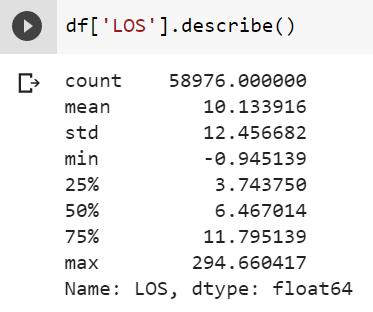 df['LOS'].describe()
count    58976.000000
mean        10.133916
std         12.456682
min         -0.945139
25%          3.743750
50%          6.467014
75%         11.795139
max        294.660417
Name: LOS, dtype: float64